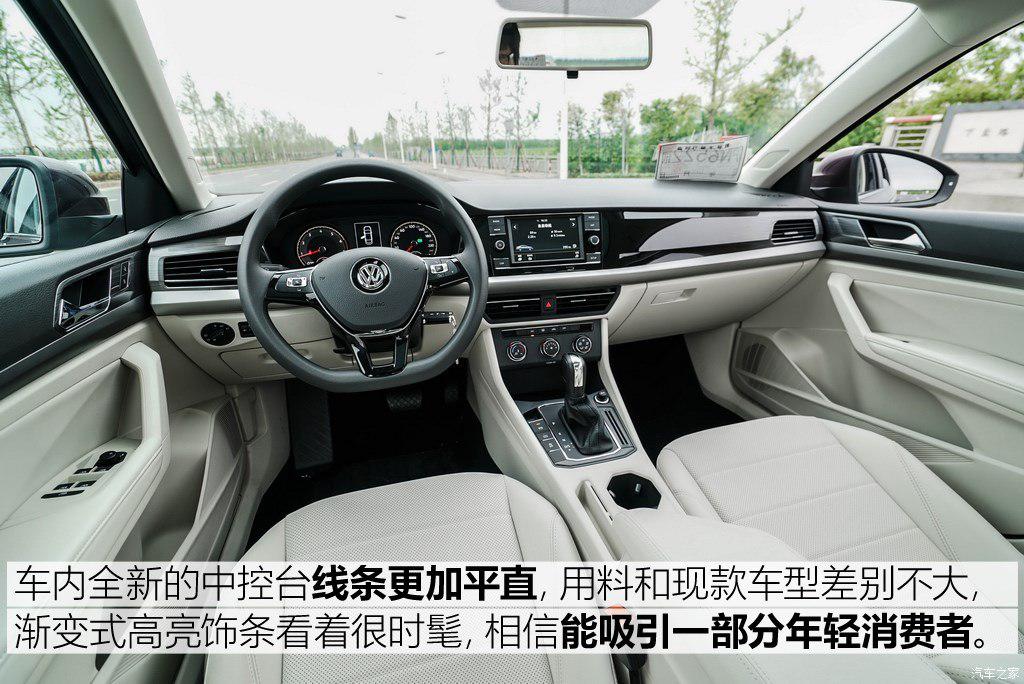 车内全新的中控台线条更加平直,用料和现款车型差别不大,
渐变式高亮饰条看着很时髦,相信能吸引一部分年轻消费者。
汽车之家